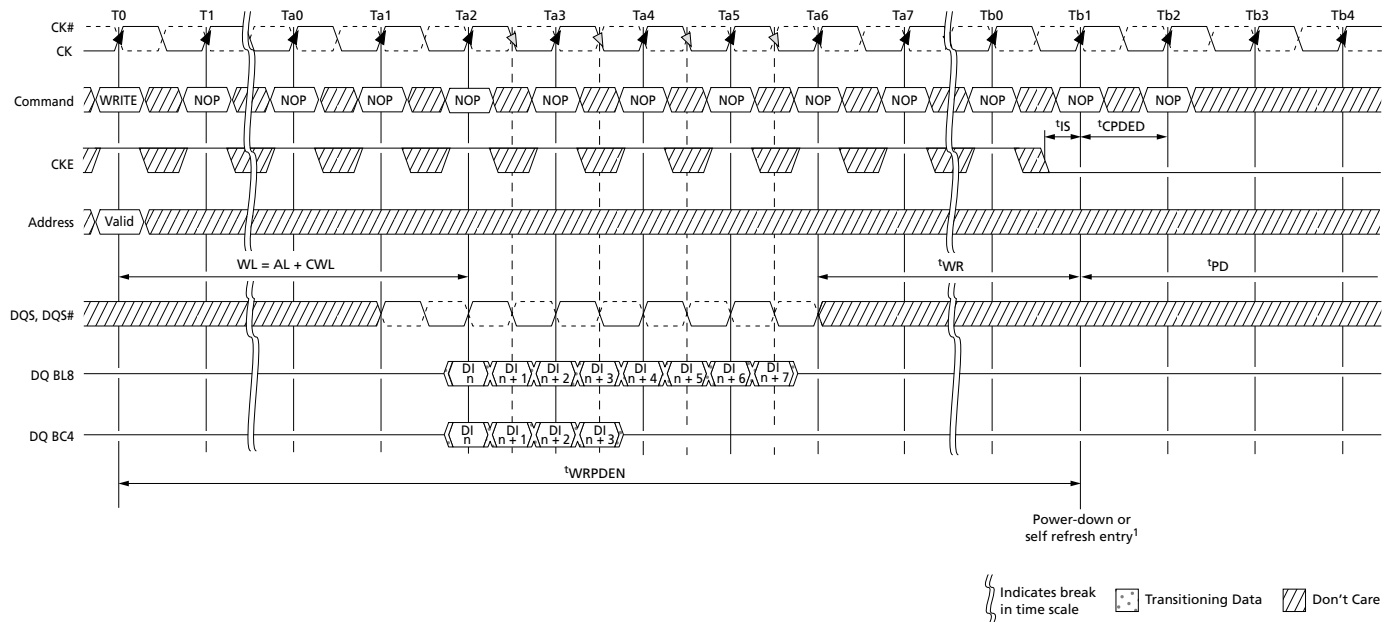 T0 T1 Ta0 Ta1 Ta2 Ta3 Ta4 Ta5 Ta6 Ta7 Tb0 Tb1 Tb2 Tb3 Tb4
CK#
CK
Command WRITE NOP NOP NOP NOP NOP NOP NOP NOP NOP NOP NOP NOP
tIS tCPDED
CKE
Address Valid
WL = AL + CWL tWR tPD
DQS, DQS#
DQ BL8 DI n DI n + 1 DI n + 2 DI n + 3 DI n + 4 DI n + 5 DI n + 6 DI n + 7
DQ BC4 DI n DI n + 1 DI n + 2 DI n + 3
tWRPDEN
Power-down or
self refresh entry1
Indicates break
in time scale
Transitioning Data
Don't Care